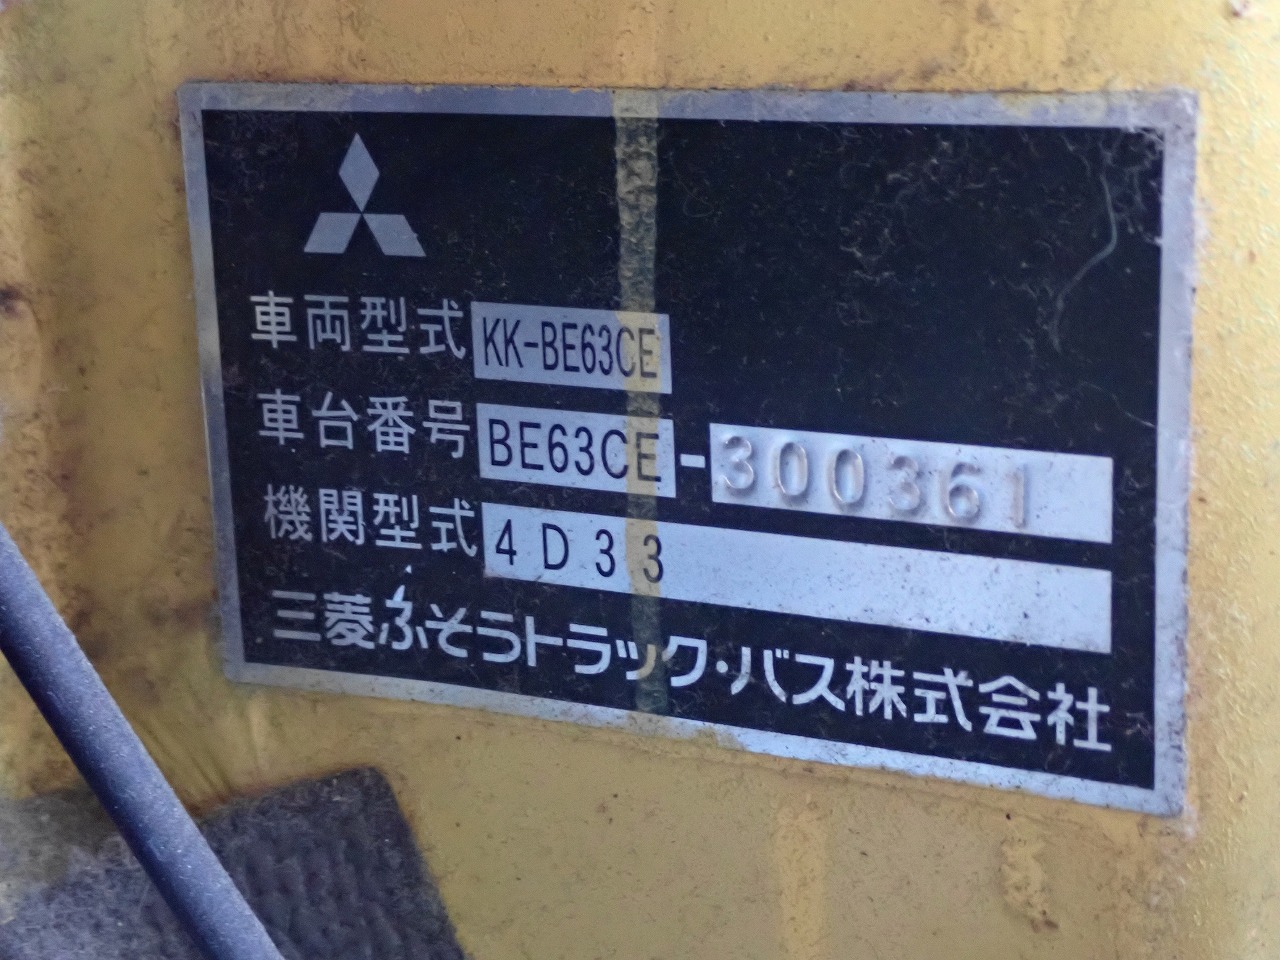 車両型式 KK-BE63CE
車台番号 BE63CE-300361
機関型式 4D33
三菱ふそうトラック・バス株式会社